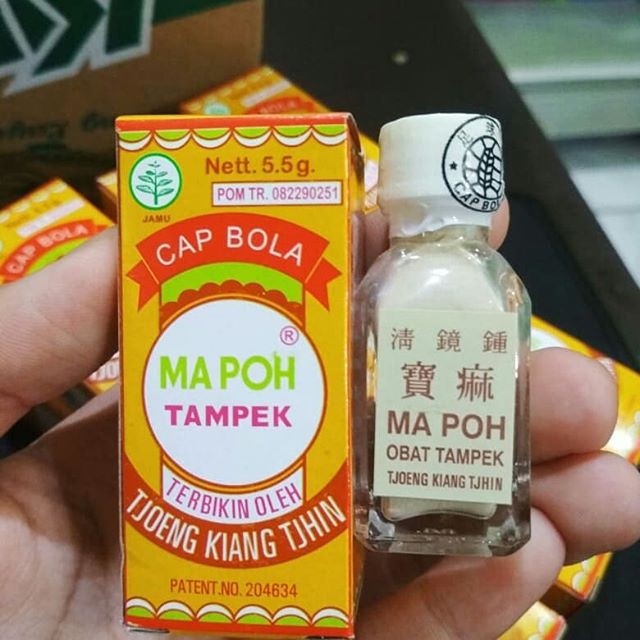 Nett. 5.5g.
POM TR. 082290251
JAMU
CAP BOLA
MA POH ®
TAMPEK
TERBIKIN OLEH
TJOENG KIANG TJHIN
PATENT.NO. 204634
CAP BOLA
清鏡鍾
寶痳
MA POH
OBAT TAMPEK
TJOENG KIANG TJHIN